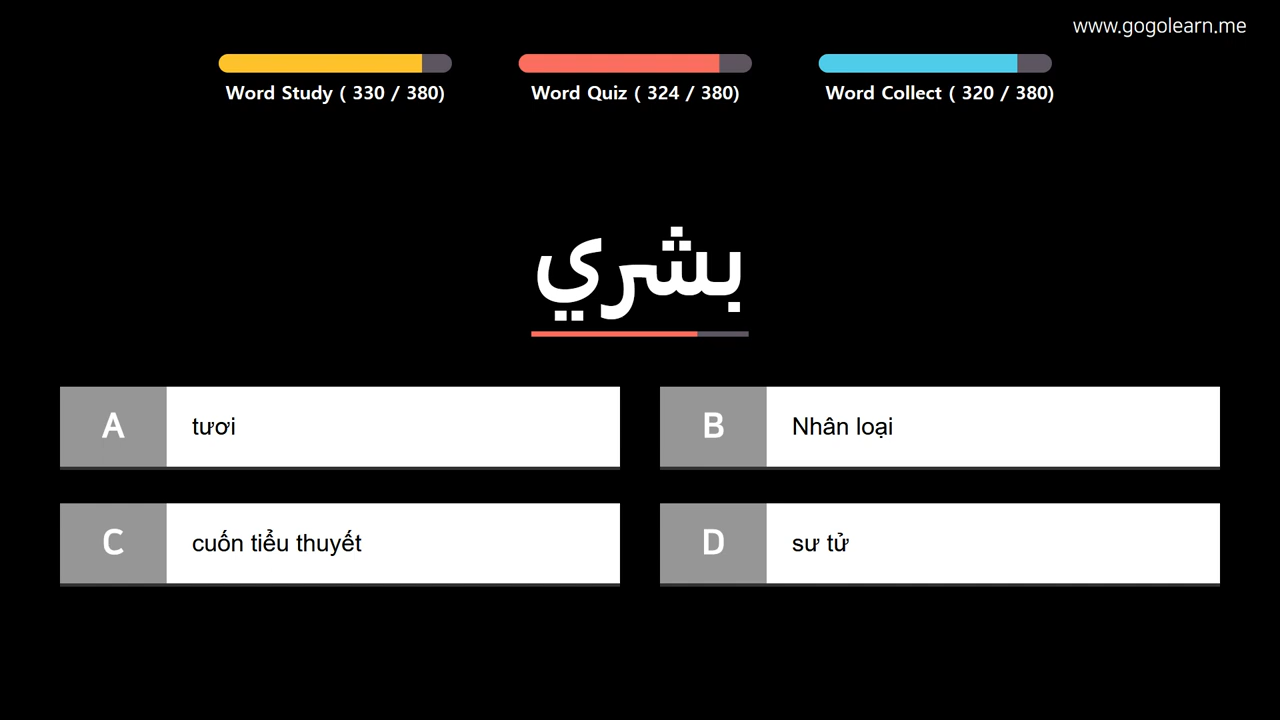 www.gogolearn.me
Word Study ( 330 / 380)
Word Quiz ( 324 / 380)
Word Collect ( 320 / 380)
بشري
A tươi
B Nhân loại
C cuốn tiểu thuyết
D sư tử